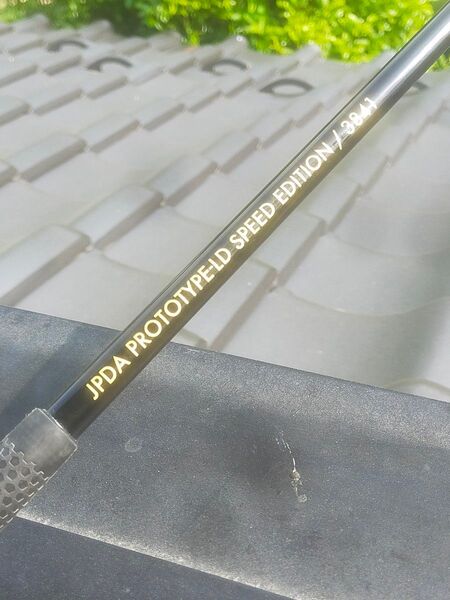 JPDA PROTOTYPE-LD SPEED EDITION / 3841